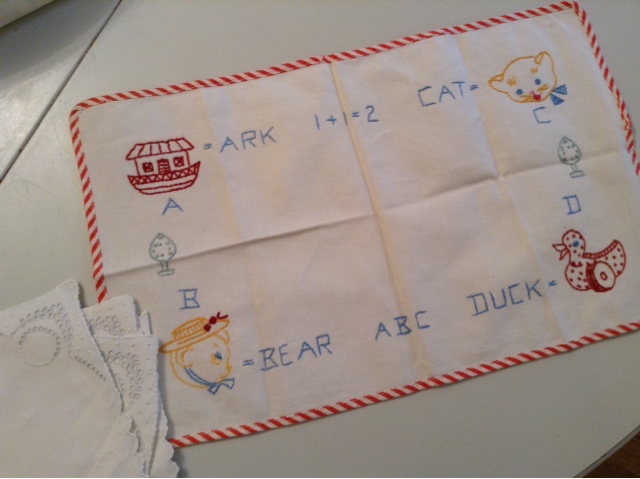 = ARK
1+1=2
CAT=
A
C
B
D
= BEAR
ABC
DUCK=